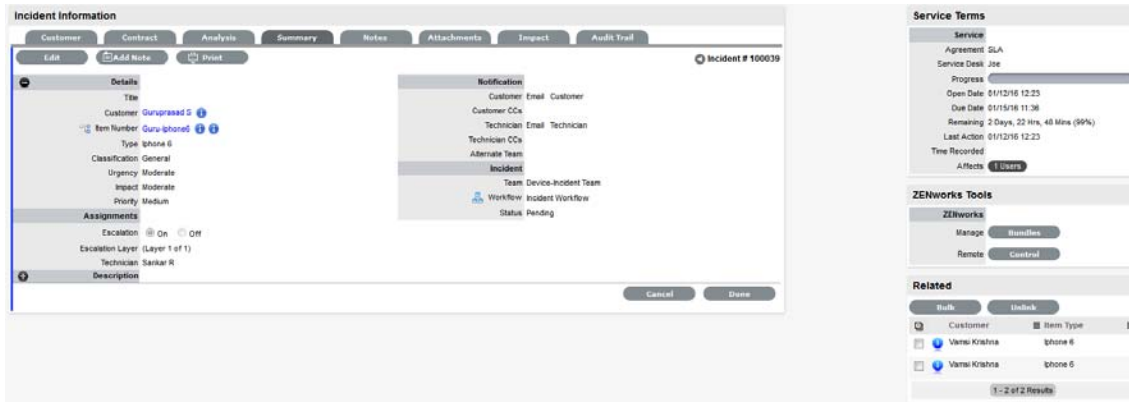 Incident Information
Customer Contract Analysis Summary Notes Attachments Impact Audit Trail
Edit Add Note Print
Incident # 100039
Details
Title
Customer Guruprasad S
Item Number Guru-Iphone6
Type Iphone 6
Classification General
Urgency Moderate
Impact Moderate
Priority Medium
Assignments
Escalation On Off
Escalation Layer (Layer 1 of 1)
Technician Sankar R
Description
Notification
Customer Email Customer
Customer CCs
Technician Email Technician
Technician CCs
Alternate Team
Incident
Team Device-Incident Team
Workflow Incident Workflow
Status Pending
Cancel Done
Service Terms
Service
Agreement SLA
Service Desk Joe
Progress
Open Date 01/12/16 12:23
Due Date 01/15/16 11:36
Remaining 2 Days, 22 Hrs, 48 Mins (99%)
Last Action 01/12/16 12:23
Time Recorded
Affects 1 Users
ZENworks Tools
ZENworks
Manage Bundles
Remote Control
Related
Bulk Unlink
Customer Item Type
Vamsi Krishna Iphone 6
Vamsi Krishna Iphone 6
1 - 2 of 2 Results